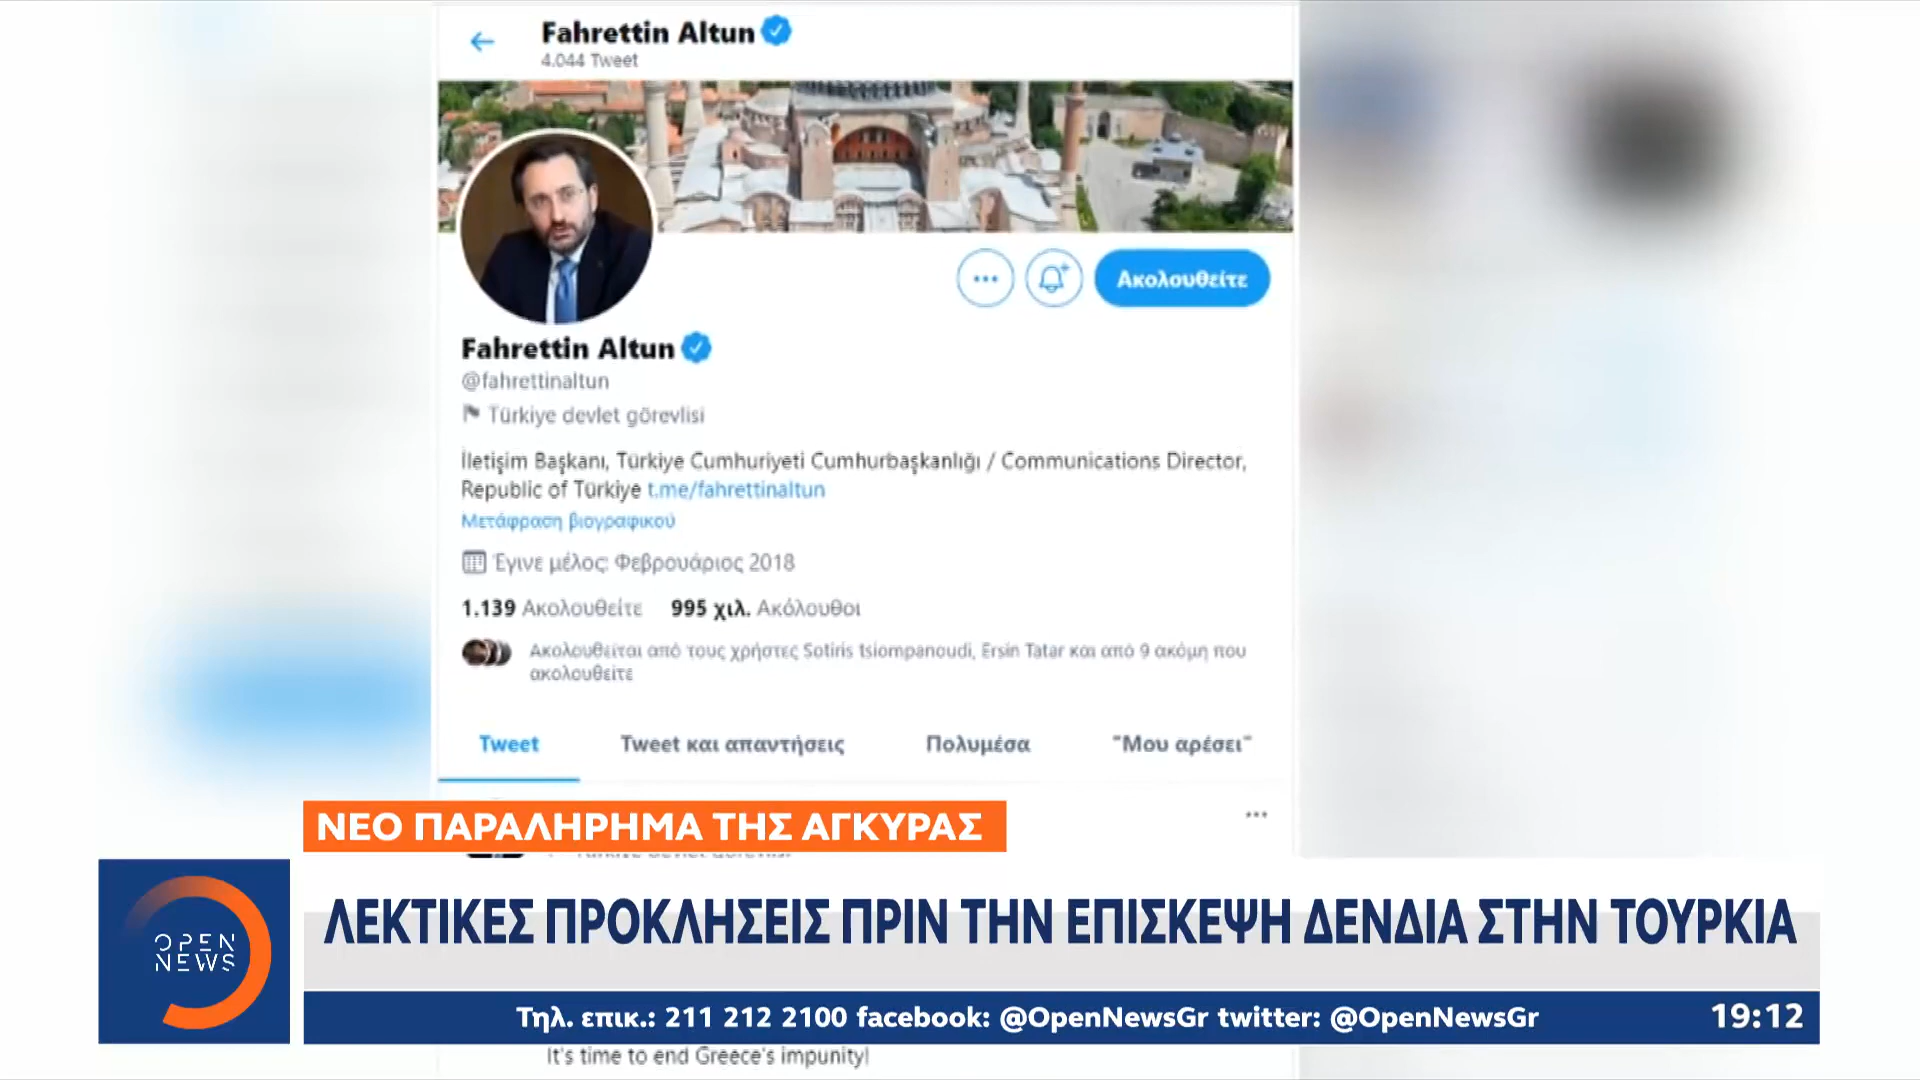 Fahrettin Altun
4.044 Tweet
Ακολουθείτε
Fahrettin Altun
@fahrettinaltun
Türkiye devlet görevlisi
İletişim Başkanı, Türkiye Cumhuriyeti Cumhurbaşkanlığı / Communications Director,
Republic of Türkiye t.me/fahrettinaltun
Μετάφραση βιογραφικού
Έγινε μέλος: Φεβρουάριος 2018
1.139 Ακολουθείτε 995 χιλ. Ακόλουθοι
Ακολουθείται από τους χρήστες Sotiris tsiompanoudi, Ersin Tatar και από 9 ακόμη που
ακολουθείτε
Tweet Tweet και απαντήσεις Πολυμέσα "Μου αρέσει"
ΝΕΟ ΠΑΡΑΛΗΡΗΜΑ ΤΗΣ ΑΓΚΥΡΑΣ
OPEN
NEWS
ΛΕΚΤΙΚΕΣ ΠΡΟΚΛΗΣΕΙΣ ΠΡΙΝ ΤΗΝ ΕΠΙΣΚΕΨΗ ΔΕΝΔΙΑ ΣΤΗΝ ΤΟΥΡΚΙΑ
Τηλ. επικ.: 211 212 2100 facebook: @OpenNewsGr twitter: @OpenNewsGr 19:12
It's time to end Greece's impunity!